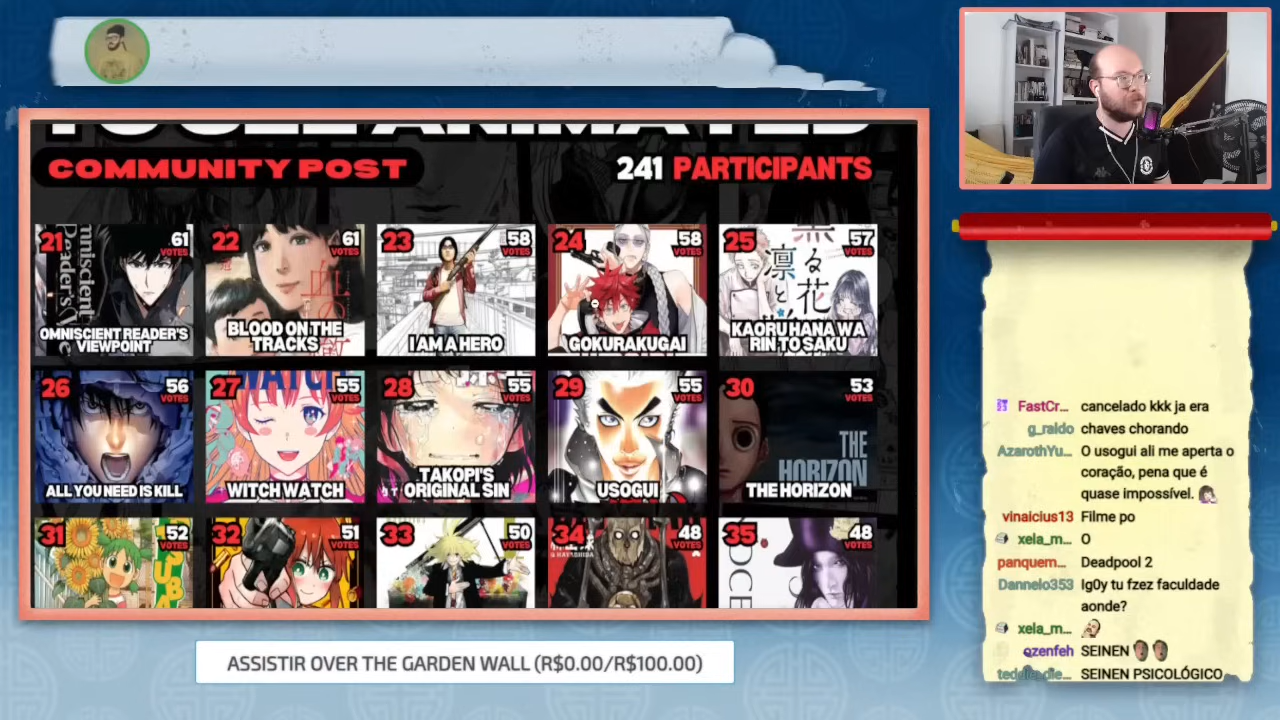 COMMUNITY POST
241 PARTICIPANTS
21
61
VOTES
OMNISCIENT READER'S
VIEWPOINT
22
61
VOTES
BLOOD ON THE
TRACKS
23
58
VOTES
I AM A HERO
24
58
VOTES
GOKURAKUGAI
25
57
VOTES
KAORU HANA WA
RIN TO SAKU
26
56
VOTES
ALL YOU NEED IS KILL
27
55
VOTES
WITCH WATCH
28
55
VOTES
TAKOPI'S
ORIGINAL SIN
29
55
VOTES
USOGUI
30
53
VOTES
THE
HORIZON
THE HORIZON
31
52
VOTES
32
51
VOTES
33
50
VOTES
34
48
VOTES
35
48
VOTES
ASSISTIR OVER THE GARDEN WALL (R$0.00/R$100.00)
FastCr... cancelado kkk ja era
g_raldo chaves chorando
AzarothYu... O usogui ali me aperta o
coração, pena que é
quase impossível.
vinaicius13 Filme po
xela_m... O
panquem... Deadpool 2
Dannelo353 Ig0y tu fzez faculdade
aonde?
xela_m...
ozenfeh SEINEN
SEINEN PSICOLÓGICO